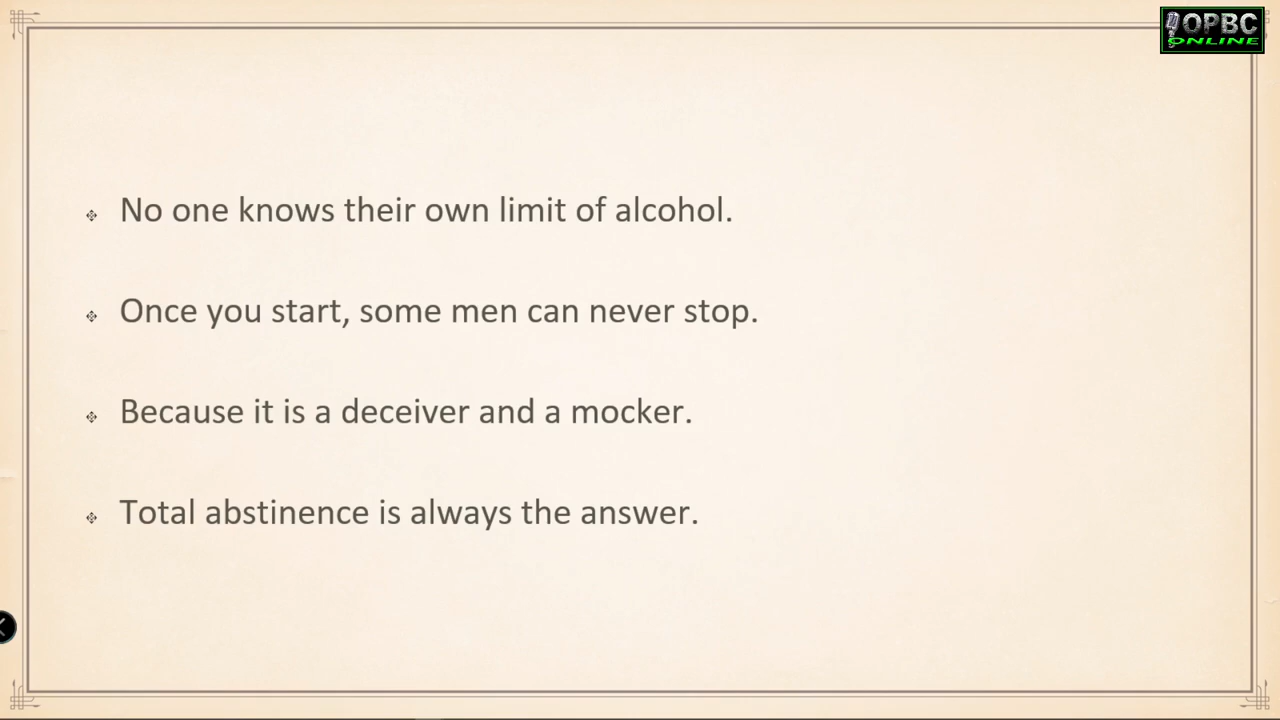 OPBC
ONLINE
No one knows their own limit of alcohol.
Once you start, some men can never stop.
Because it is a deceiver and a mocker.
Total abstinence is always the answer.